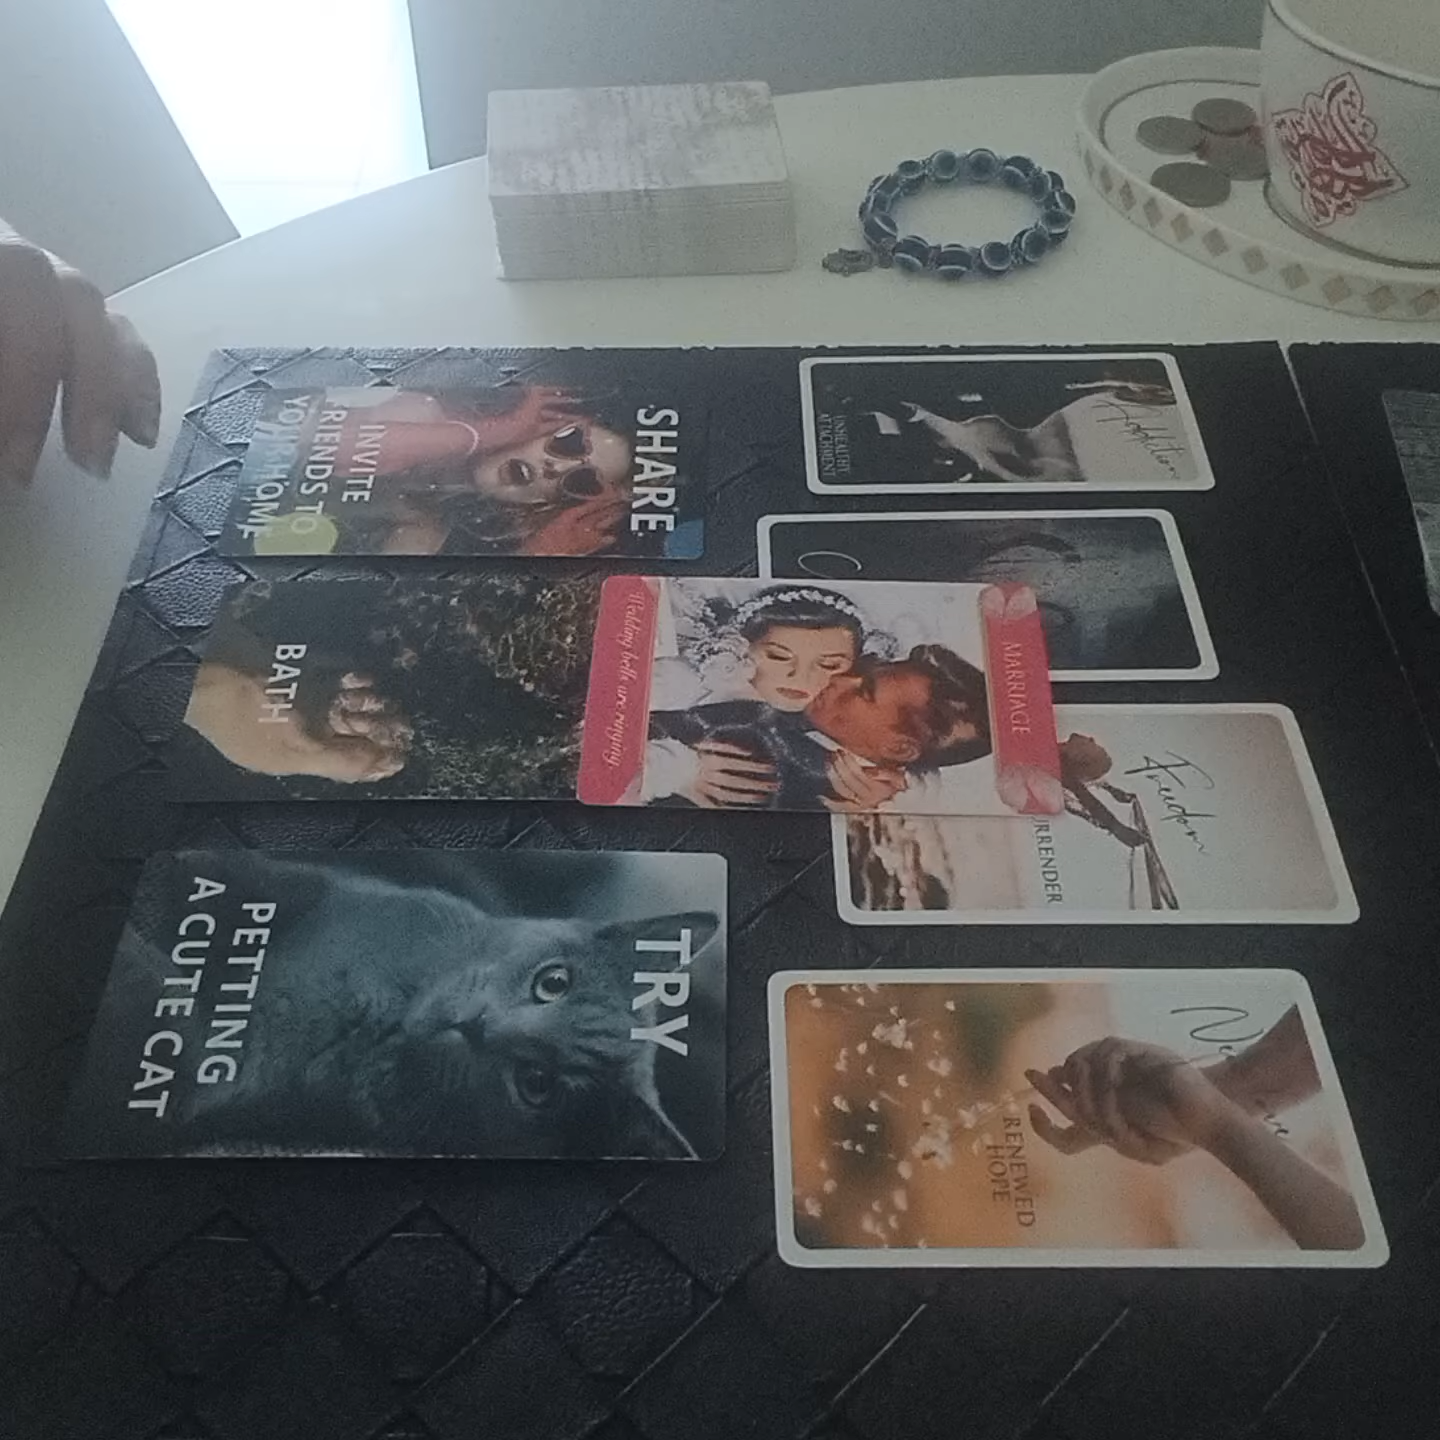 SHARE
INVITE
FRIENDS TO
YOUR HOME
BATH
TRY
PETTING
A CUTE CAT
MARRIAGE
Wedding bells are ringing.
Addiction
UNHEALTHY
ATTACHMENT
Freedom
RENEWED
HOPE